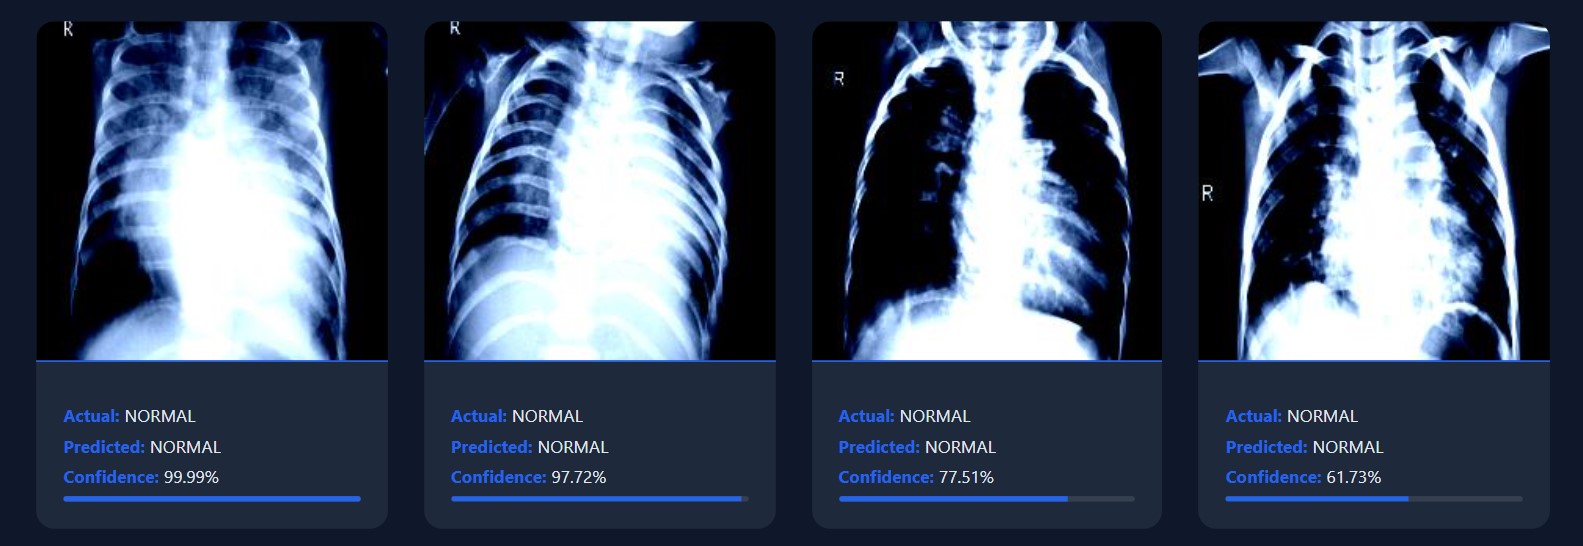 R
R
R
R
Actual: NORMAL
Predicted: NORMAL
Confidence: 99.99%
Actual: NORMAL
Predicted: NORMAL
Confidence: 97.72%
Actual: NORMAL
Predicted: NORMAL
Confidence: 77.51%
Actual: NORMAL
Predicted: NORMAL
Confidence: 61.73%